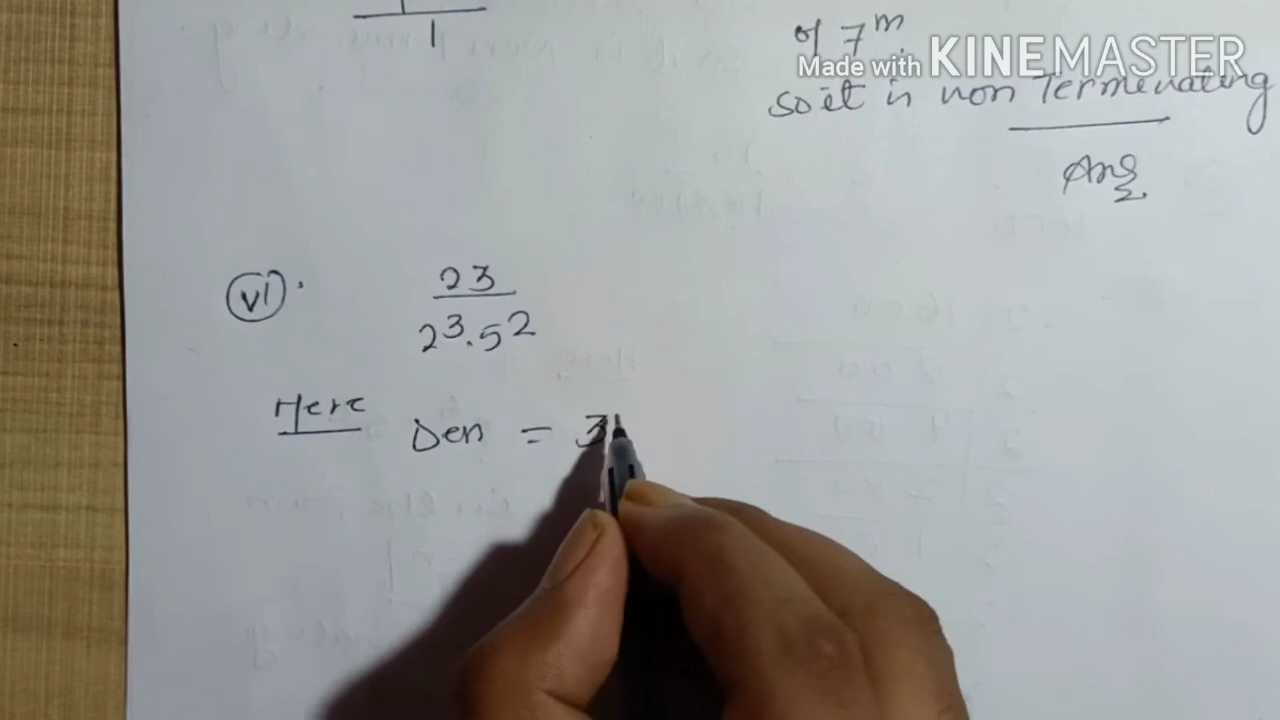 1
of 7^m.
Made with KINEMASTER
so it is non Terminating
Ans
(vi). 23
2^3.5^2
Here Den = 3